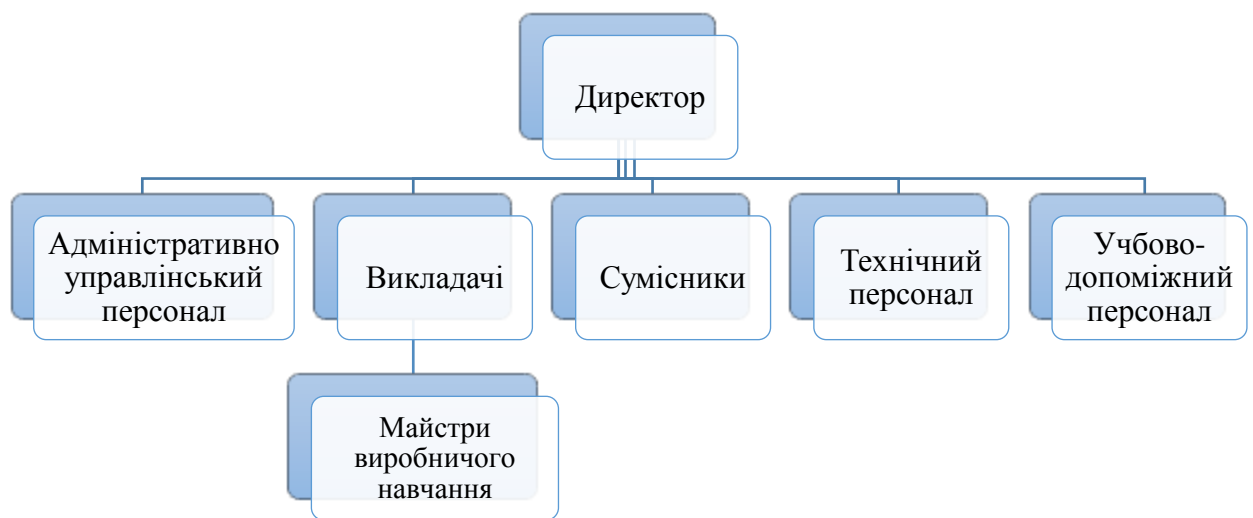 Директор
Адміністративно
управлінський
персонал
Викладачі
Сумісники
Технічний
персонал
Учбово-
допоміжний
персонал
Майстри
виробничого
навчання